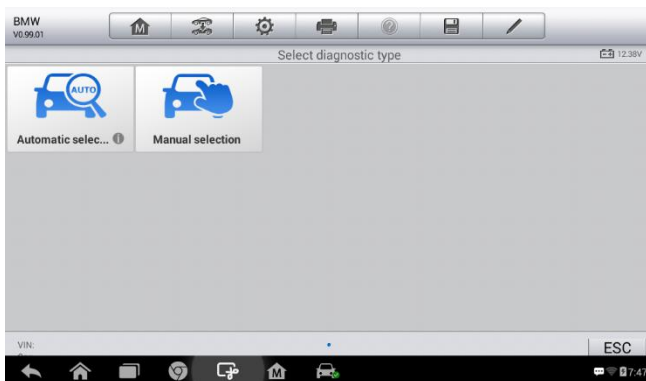 BMW
V0.99.01
M
Select diagnostic type
12.38V
AUTO
Automatic selec...
Manual selection
VIN:
ESC
M
7:47